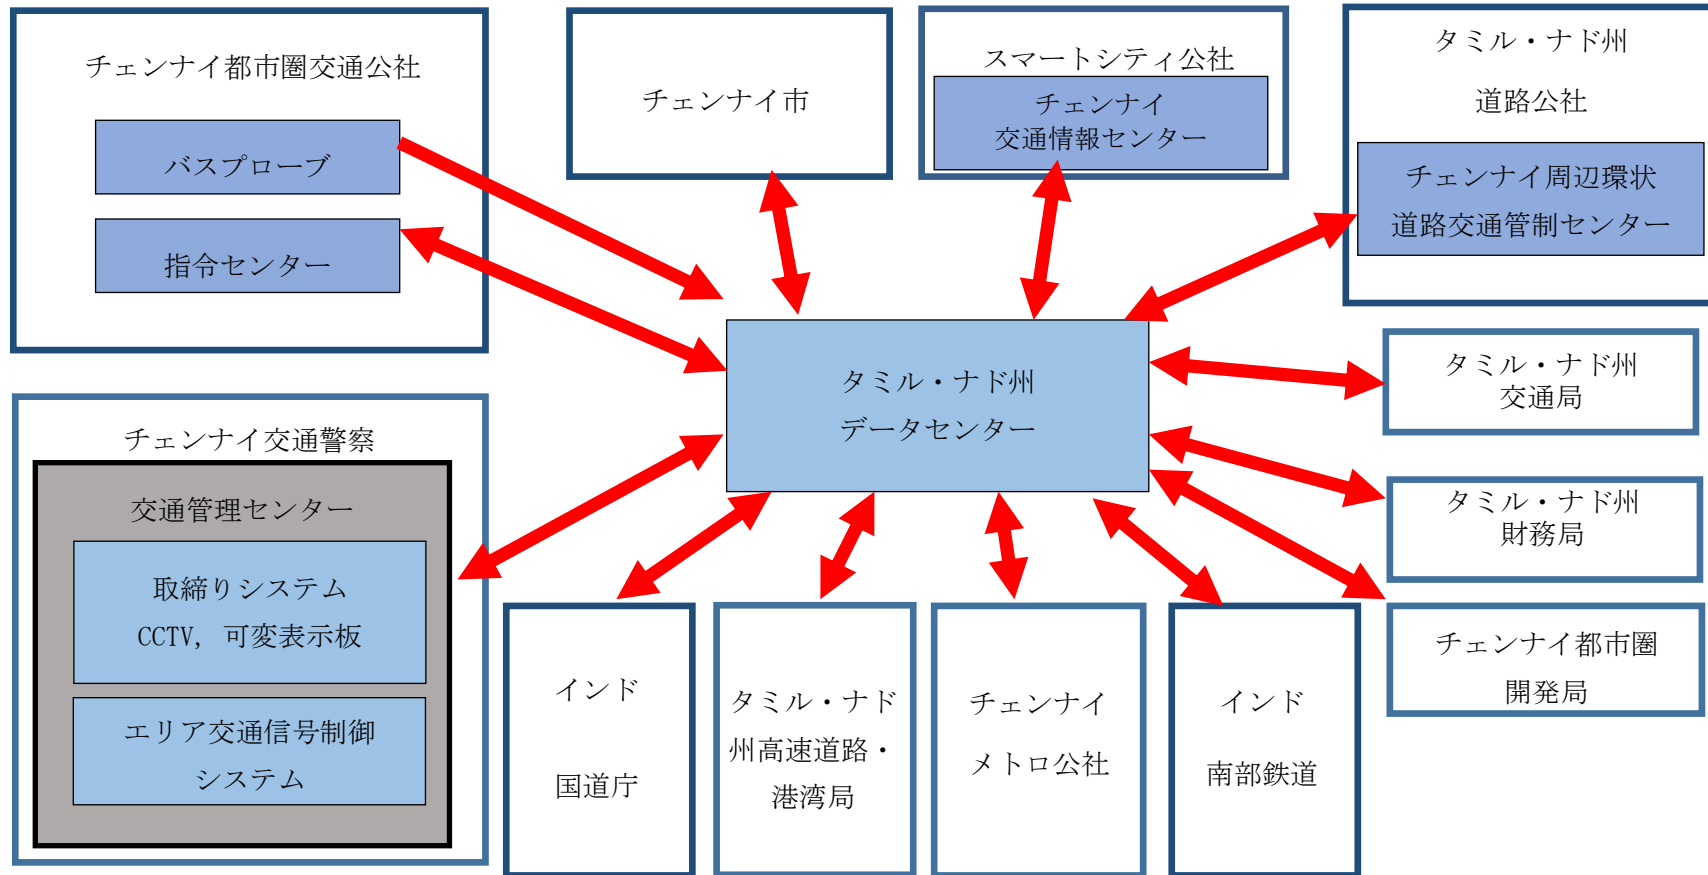 チェンナイ都市圏交通公社
バスプローブ
指令センター
チェンナイ市
スマートシティ公社
チェンナイ
交通情報センター
タミル・ナド州
道路公社
チェンナイ周辺環状
道路交通管制センター
タミル・ナド州
データセンター
タミル・ナド州
交通局
タミル・ナド州
財務局
チェンナイ都市圏
開発局
チェンナイ交通警察
交通管理センター
取締りシステム
CCTV, 可変表示板
エリア交通信号制御
システム
インド
国道庁
タミル・ナド
州高速道路・
港湾局
チェンナイ
メトロ公社
インド
南部鉄道